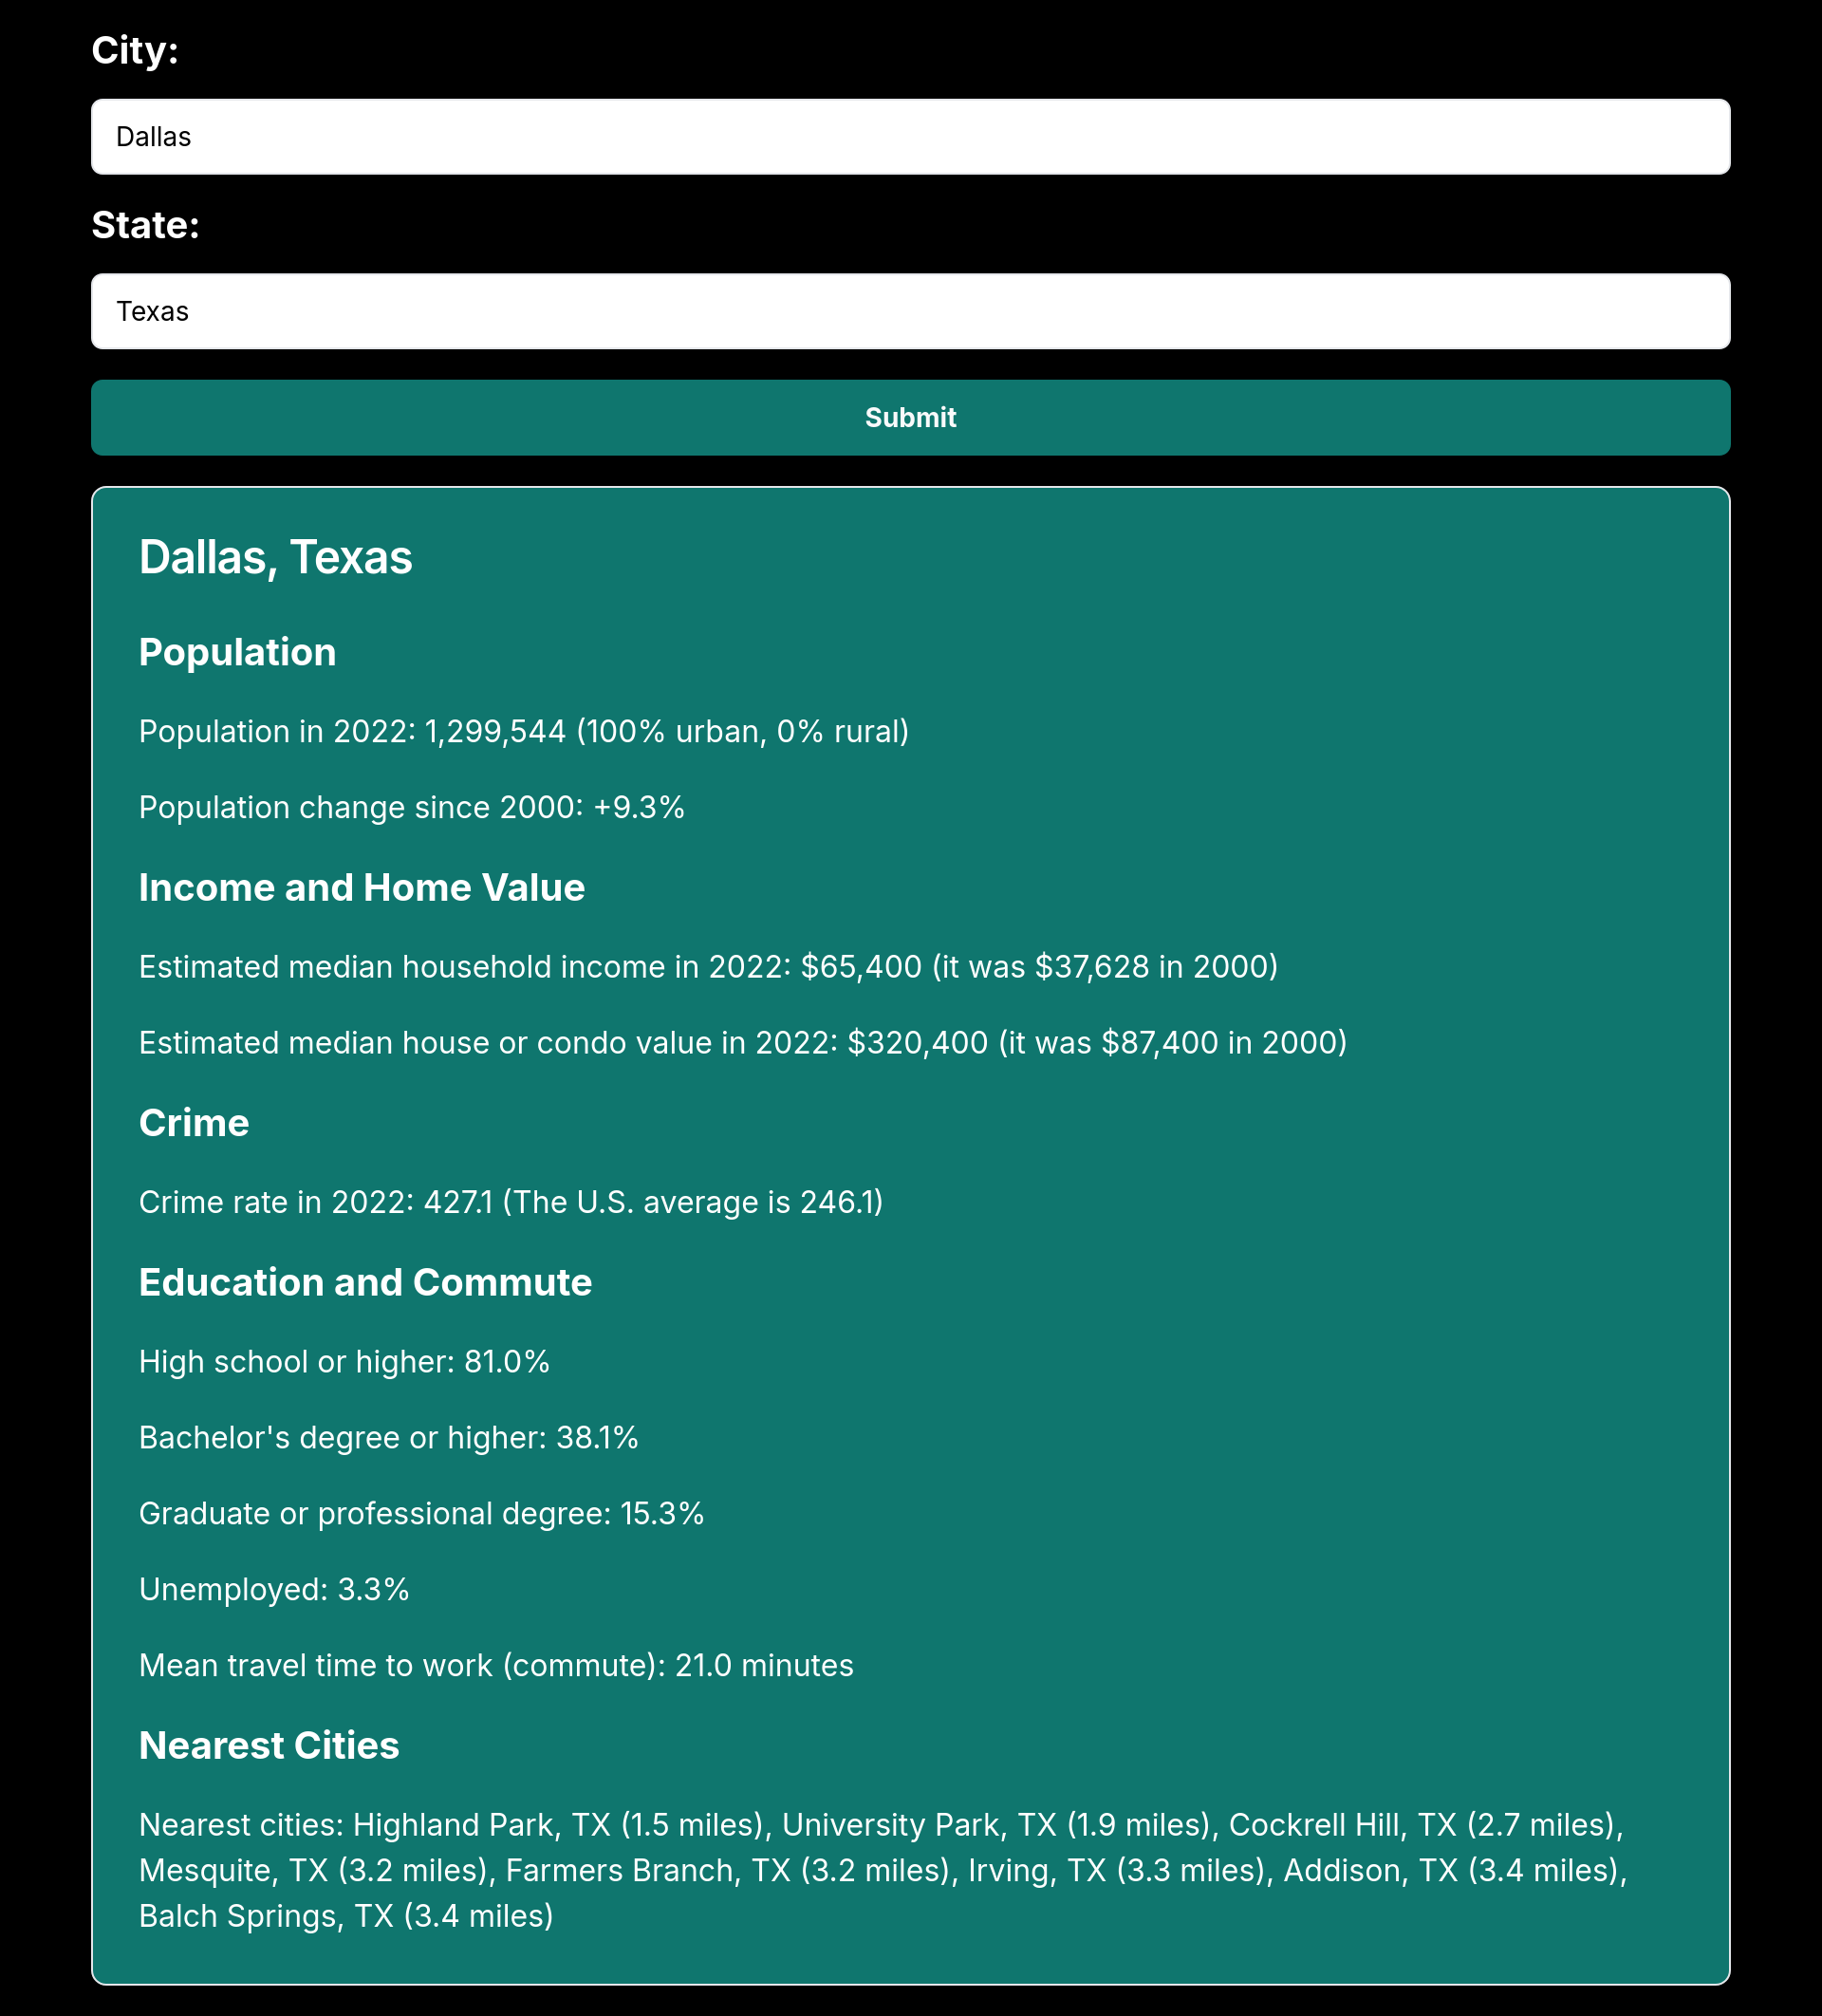 City:
Dallas
State:
Texas
Submit
Dallas, Texas
Population
Population in 2022: 1,299,544 (100% urban, 0% rural)
Population change since 2000: +9.3%
Income and Home Value
Estimated median household income in 2022: $65,400 (it was $37,628 in 2000)
Estimated median house or condo value in 2022: $320,400 (it was $87,400 in 2000)
Crime
Crime rate in 2022: 427.1 (The U.S. average is 246.1)
Education and Commute
High school or higher: 81.0%
Bachelor's degree or higher: 38.1%
Graduate or professional degree: 15.3%
Unemployed: 3.3%
Mean travel time to work (commute): 21.0 minutes
Nearest Cities
Nearest cities: Highland Park, TX (1.5 miles), University Park, TX (1.9 miles), Cockrell Hill, TX (2.7 miles),
Mesquite, TX (3.2 miles), Farmers Branch, TX (3.2 miles), Irving, TX (3.3 miles), Addison, TX (3.4 miles),
Balch Springs, TX (3.4 miles)